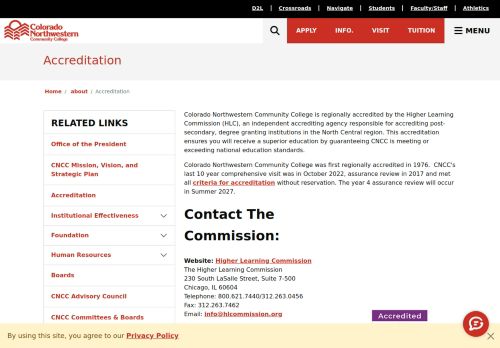 D2L | Crossroads | Navigate | Students | Faculty/Staff | Athletics
Colorado
Northwestern
Community College
APPLY INFO. VISIT TUITION MENU
Accreditation
Home / about / Accreditation
RELATED LINKS
Office of the President
CNCC Mission, Vision, and
Strategic Plan
Accreditation
Institutional Effectiveness
Foundation
Human Resources
Boards
CNCC Advisory Council
CNCC Committees & Boards
Colorado Northwestern Community College is regionally accredited by the Higher Learning
Commission (HLC), an independent accrediting agency responsible for accrediting post-
secondary, degree granting institutions in the North Central region. This accreditation
ensures you will receive a superior education by guaranteeing CNCC is meeting or
exceeding national education standards.
Colorado Northwestern Community College was first regionally accredited in 1976. CNCC's
last 10 year comprehensive visit was in October 2022, assurance review in 2017 and met
all criteria for accreditation without reservation. The year 4 assurance review will occur
in Summer 2027.
Contact The
Commission:
Website: Higher Learning Commission
The Higher Learning Commission
230 South LaSalle Street, Suite 7-500
Chicago, IL 60604
Telephone: 800.621.7440/312.263.0456
Fax: 312.263.7462
Email: info@hlcommission.org
Accredited
By using this site, you agree to our Privacy Policy